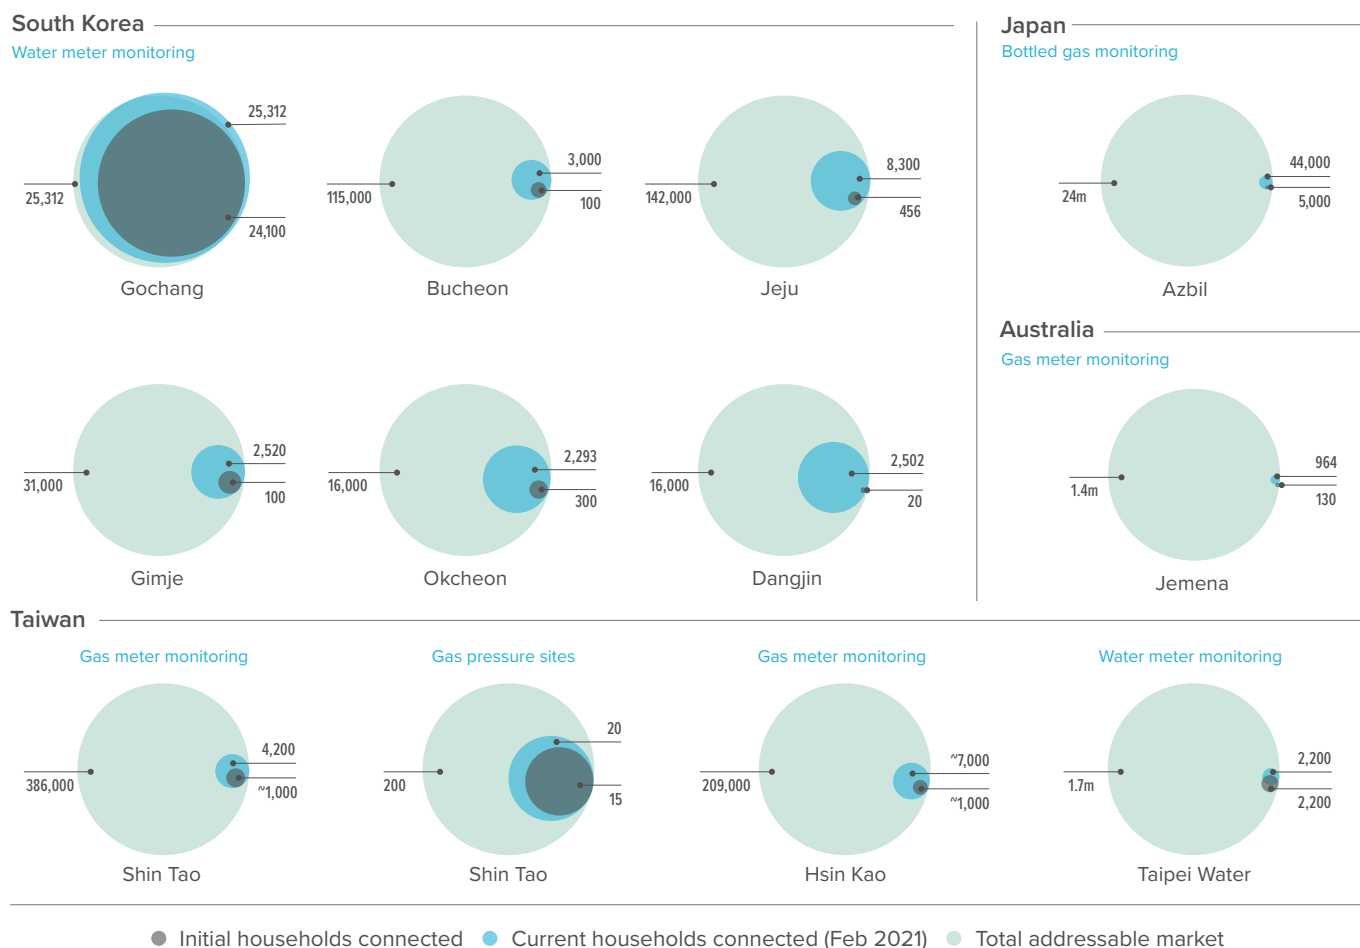 South Korea
Water meter monitoring
25,312
25,312
24,100
Gochang
3,000
115,000
100
Bucheon
8,300
142,000
456
Jeju
2,520
31,000
100
Gimje
2,293
16,000
300
Okcheon
2,502
16,000
20
Dangjin
Japan
Bottled gas monitoring
44,000
24m
5,000
Azbil
Australia
Gas meter monitoring
964
1.4m
130
Jemena
Taiwan
Gas meter monitoring
4,200
386,000
~1,000
Shin Tao
Gas pressure sites
20
200
15
Shin Tao
Gas meter monitoring
~7,000
209,000
~1,000
Hsin Kao
Water meter monitoring
2,200
1.7m
2,200
Taipei Water
Initial households connected
Current households connected (Feb 2021)
Total addressable market